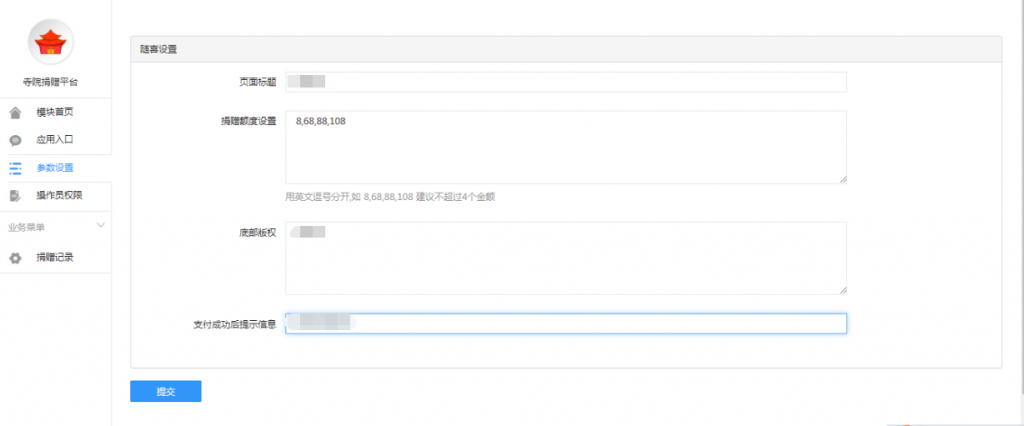 寺院捐赠平台
模块首页
应用入口
参数设置
操作员权限
业务菜单
捐赠记录
随喜设置
页面标题
捐赠额度设置
8,68,88,108
用英文逗号分开,如 8,68,88,108 建议不超过4个金额
底部版权
支付成功后提示信息
提交